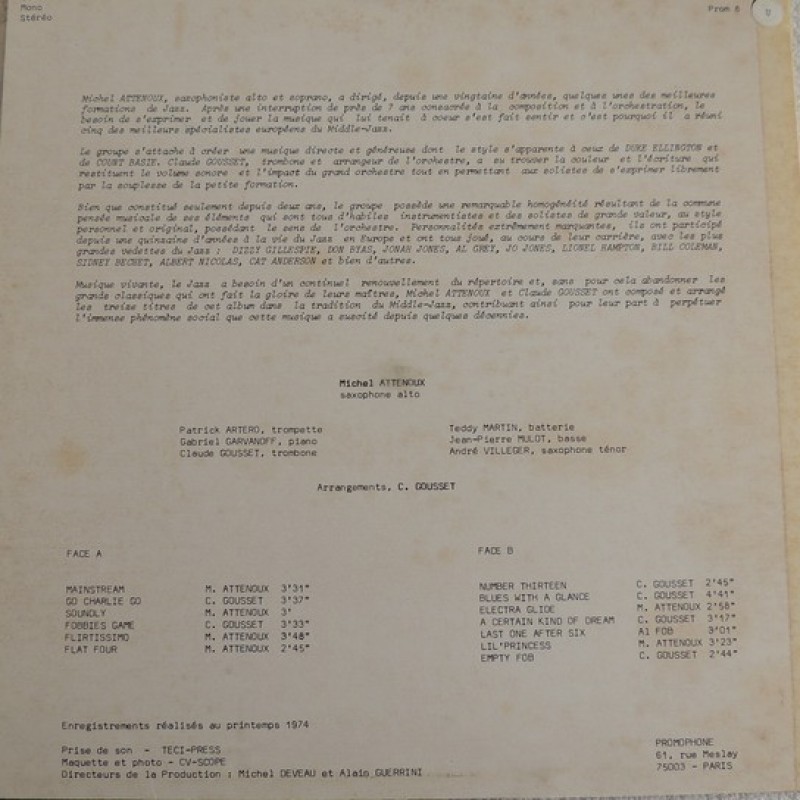 Mono
Stéréo
Prom 6
Michel ATTENOUX, saxophoniste alto et soprano, a dirigé, depuis une vingtaine d'années, quelques unes des meilleures
formations de Jazz. Après une interruption de près de 7 ans consacrée à la composition et à l'orchestration, le
besoin de s'exprimer et de jouer la musique qui lui tenait à coeur s'est fait sentir et c'est pourquoi il a réuni
cinq des meilleurs spécialistes européens du Middle-Jazz.
Le groupe s'attache à créer une musique directe et généreuse dont le style s'apparente à ceux de DUKE ELLINGTON et
de COUNT BASIE. Claude GOUSSET, trombone et arrangeur de l'orchestre, a su trouver la couleur et l'écriture qui
restituent le volume sonore et l'impact du grand orchestre tout en permettant aux solistes de s'exprimer librement
par la souplesse de la petite formation.
Bien que constitué seulement depuis deux ans, le groupe possède une remarquable homogénéité résultant de la commune
pensée musicale de ses éléments qui sont tous d'habiles instrumentistes et des solistes de grande valeur, au style
personnel et original, possédant le sens de l'orchestre. Personnalités extrêmement marquantes, ils ont participé
depuis une quinzaine d'années à la vie du Jazz en Europe et ont tous joué, au cours de leur carrière, avec les plus
grandes vedettes du Jazz : DIZZY GILLESPIE, DON BYAS, JONAH JONES, AL GREY, JO JONES, LIONEL HAMPTON, BILL COLEMAN,
SIDNEY BECHET, ALBERT NICOLAS, CAT ANDERSON et bien d'autres.
Musique vivante, le Jazz a besoin d'un continuel renouvellement du répertoire et, sans pour cela abandonner les
grands classiques qui ont fait la gloire de leurs maîtres, Michel ATTENOUX et Claude GOUSSET ont composé et arrangé
les treize titres de cet album dans la tradition du Middle-Jazz, contribuant ainsi pour leur part à perpétuer
l'immense phénomène social que cette musique a suscité depuis quelques décennies.
Michel ATTENOUX
saxophone alto
Patrick ARTERO, trompette
Gabriel GARVANOFF, piano
Claude GOUSSET, trombone
Teddy MARTIN, batterie
Jean-Pierre MULOT, basse
André VILLEGER, saxophone ténor
Arrangements, C. GOUSSET
FACE A
MAINSTREAM M. ATTENOUX 3'31"
GO CHARLIE GO C. GOUSSET 3'37"
SOUNDLY M. ATTENOUX 3'
FOBBIES GAME C. GOUSSET 3'33"
FLIRTISSIMO M. ATTENOUX 3'48"
FLAT FOUR M. ATTENOUX 2'45"
FACE B
NUMBER THIRTEEN C. GOUSSET 2'45"
BLUES WITH A GLANCE C. GOUSSET 4'41"
ELECTRA GLIDE M. ATTENOUX 2'58"
A CERTAIN KIND OF DREAM C. GOUSSET 3'17"
LAST ONE AFTER SIX Al FOB 3'01"
LIL'PRINCESS M. ATTENOUX 3'23"
EMPTY FOB C. GOUSSET 2'44"
Enregistrements réalisés au printemps 1974
Prise de son - TECI-PRESS
Maquette et photo - CV-SCOPE
Directeurs de la Production : Michel DEVEAU et Alain GUERRINI
PROMOPHONE
61, rue Meslay
75003 - PARIS